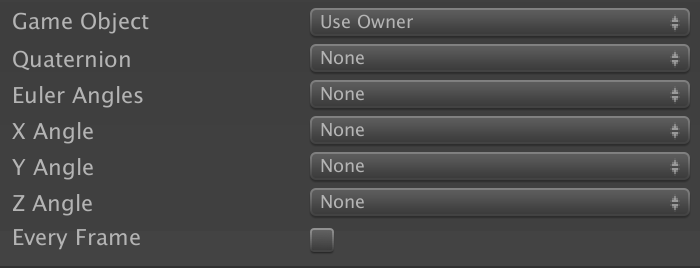 Game Object Use Owner
Quaternion None
Euler Angles None
X Angle None
Y Angle None
Z Angle None
Every Frame